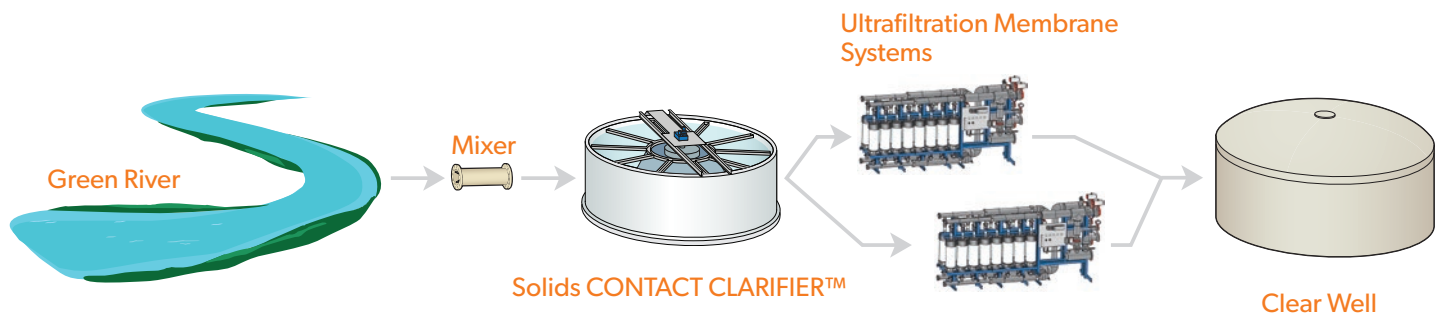 Ultrafiltration Membrane
Systems
Mixer
Green River
Solids CONTACT CLARIFIER™
Clear Well